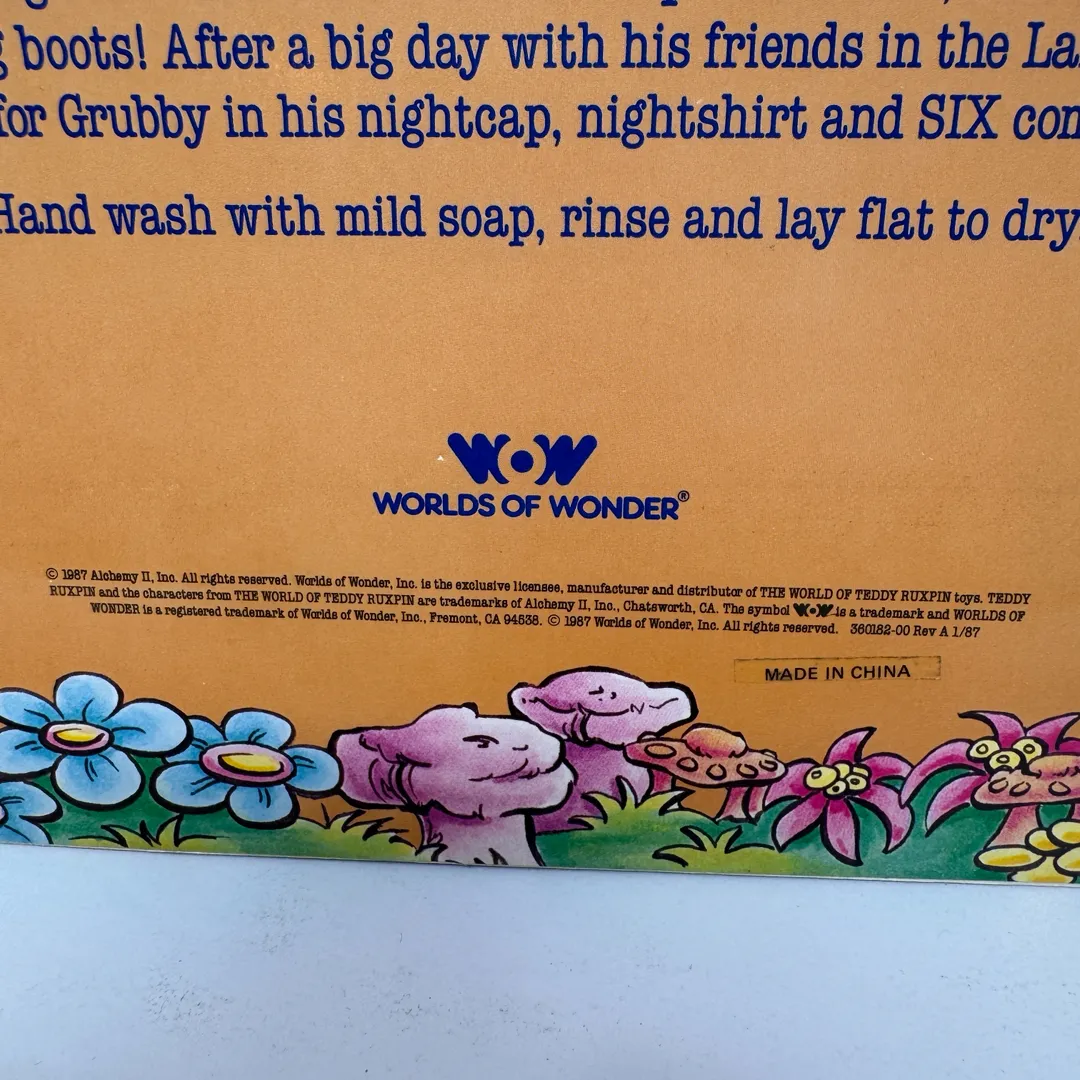 boots! After a big day with his friends in the
for Grubby in his nightcap, nightshirt and SIX
Hand wash with mild soap, rinse and lay flat to dry.
WOW
WORLDS OF WONDER®
© 1987 Alchemy II, Inc. All rights reserved. Worlds of Wonder, Inc. is the exclusive licensee, manufacturer and distributor of THE WORLD OF TEDDY RUXPIN toys. TEDDY
RUXPIN and the characters from THE WORLD OF TEDDY RUXPIN are trademarks of Alchemy II, Inc., Chatsworth, CA. The symbol WOW is a trademark and WORLDS OF
WONDER is a registered trademark of Worlds of Wonder, Inc., Fremont, CA 94538. © 1987 Worlds of Wonder, Inc. All rights reserved. 360182-00 Rev A 1/87
MADE IN CHINA